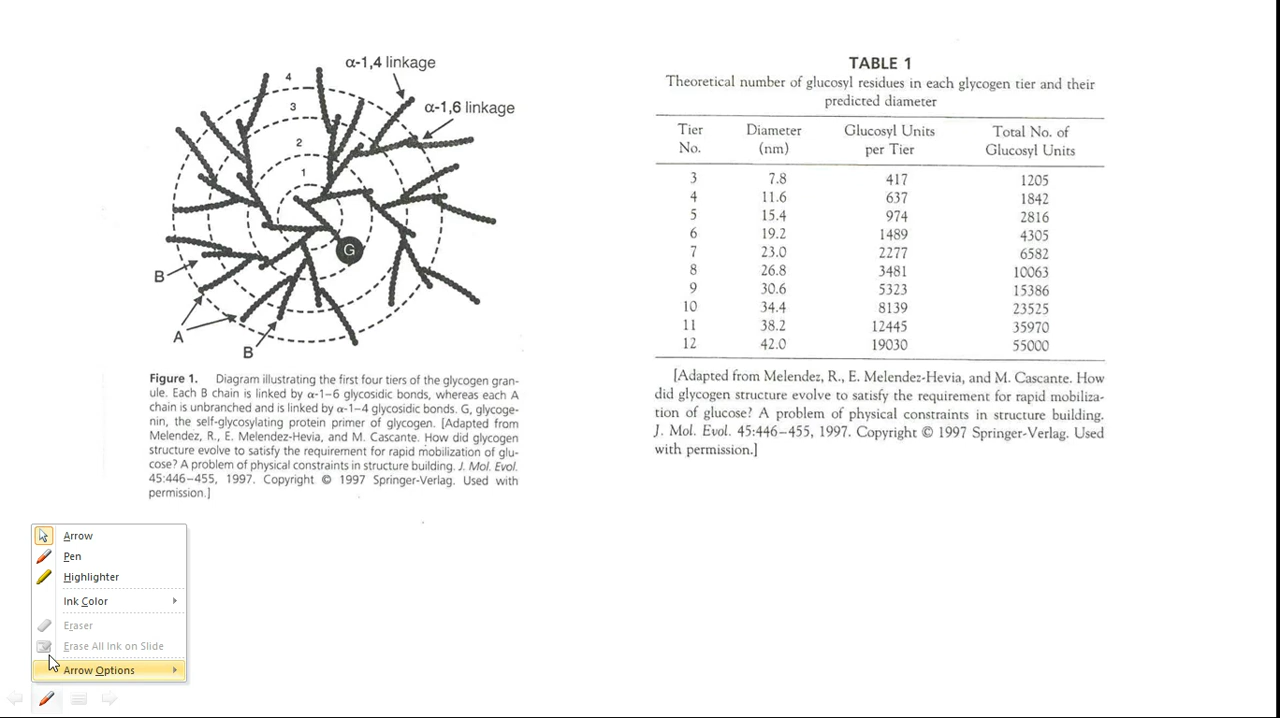 α-1,4 linkage
α-1,6 linkage
4
3
2
1
G
B
A
B
Figure 1. Diagram illustrating the first four tiers of the glycogen gran-
ule. Each B chain is linked by α-1–6 glycosidic bonds, whereas each A
chain is unbranched and is linked by α-1–4 glycosidic bonds. G, glycoge-
nin, the self-glycosylating protein primer of glycogen. [Adapted from
Melendez, R., E. Melendez-Hevia, and M. Cascante. How did glycogen
structure evolve to satisfy the requirement for rapid mobilization of glu-
cose? A problem of physical constraints in structure building. J. Mol. Evol.
45:446–455, 1997. Copyright © 1997 Springer-Verlag. Used with
permission.]
TABLE 1
Theoretical number of glucosyl residues in each glycogen tier and their
predicted diameter
Tier No. Diameter (nm) Glucosyl Units per Tier Total No. of Glucosyl Units
3 7.8 417 1205
4 11.6 637 1842
5 15.4 974 2816
6 19.2 1489 4305
7 23.0 2277 6582
8 26.8 3481 10063
9 30.6 5323 15386
10 34.4 8139 23525
11 38.2 12445 35970
12 42.0 19030 55000
[Adapted from Melendez, R., E. Melendez-Hevia, and M. Cascante. How
did glycogen structure evolve to satisfy the requirement for rapid mobiliza-
tion of glucose? A problem of physical constraints in structure building.
J. Mol. Evol. 45:446–455, 1997. Copyright © 1997 Springer-Verlag. Used
with permission.]
Arrow
Pen
Highlighter
Ink Color
Eraser
Erase All Ink on Slide
Arrow Options